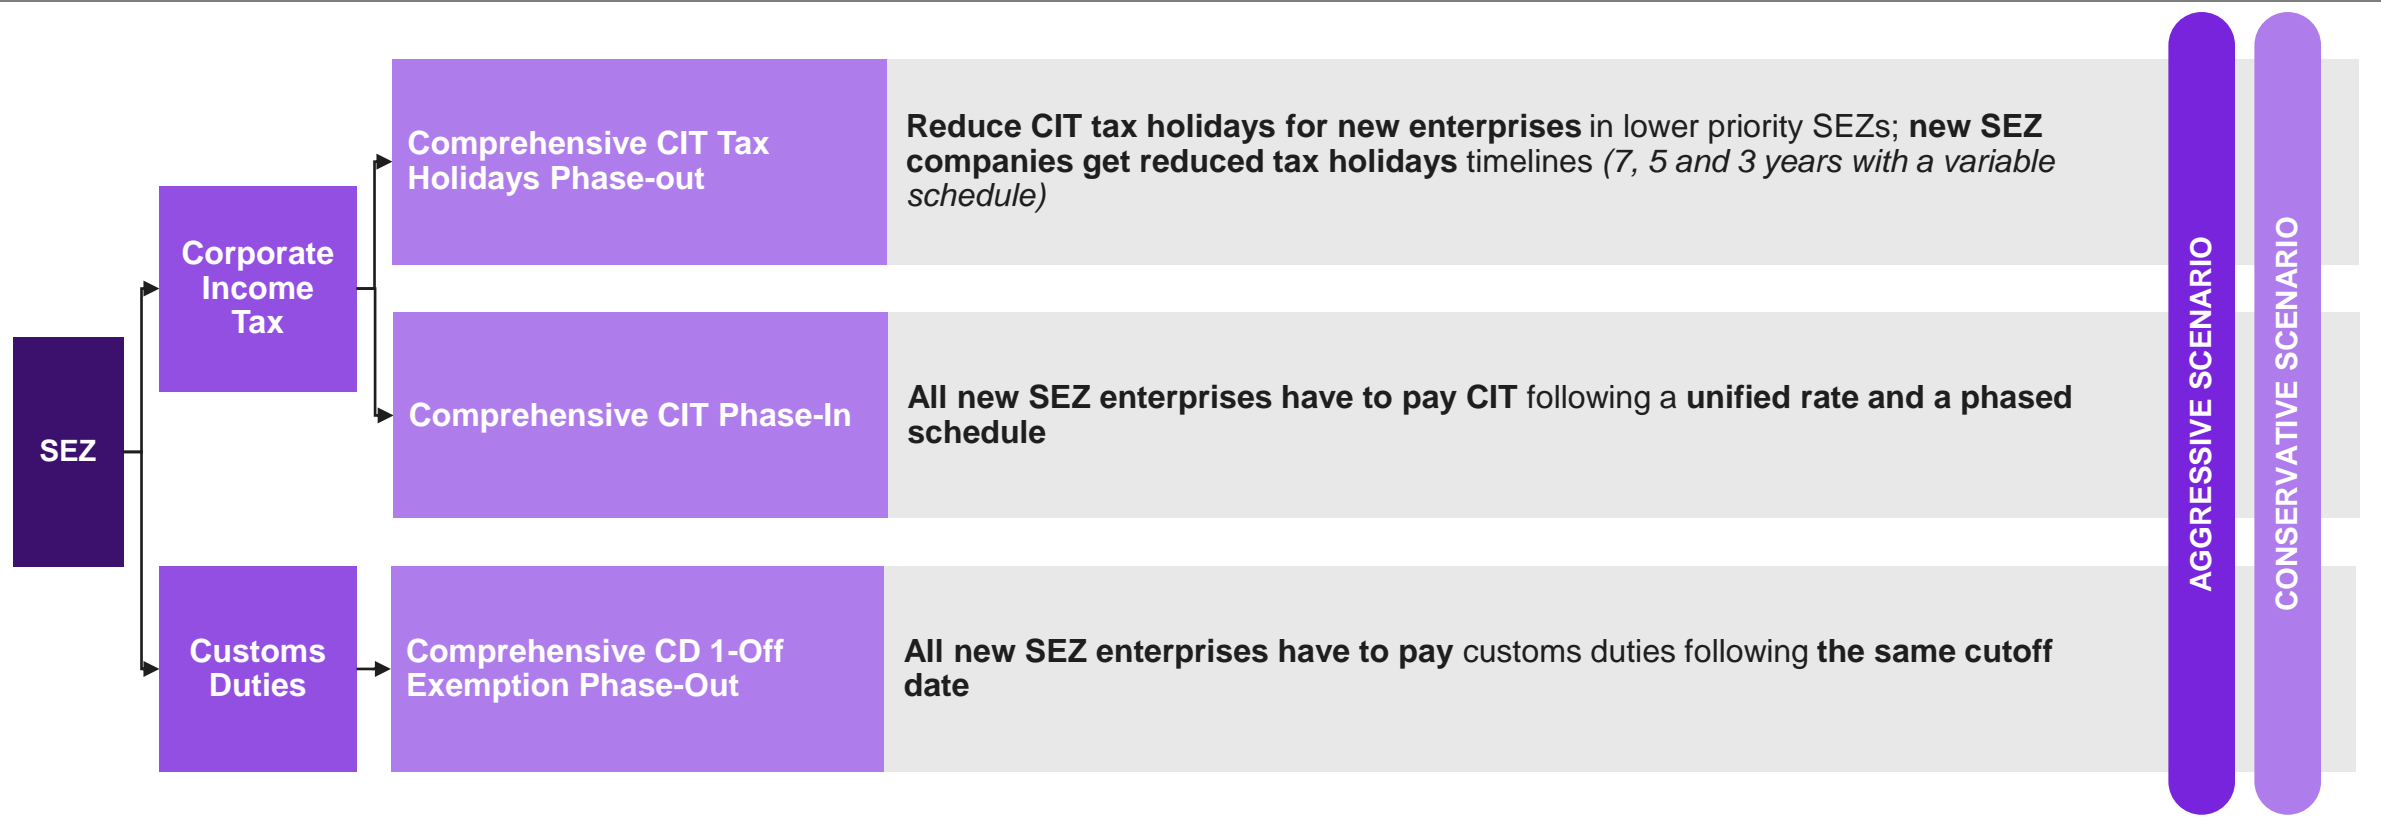 SEZ
Corporate
Income
Tax
Comprehensive CIT Tax
Holidays Phase-out
Reduce CIT tax holidays for new enterprises in lower priority SEZs; new SEZ
companies get reduced tax holidays timelines (7, 5 and 3 years with a variable
schedule)
Comprehensive CIT Phase-In
All new SEZ enterprises have to pay CIT following a unified rate and a phased
schedule
Customs
Duties
Comprehensive CD 1-Off
Exemption Phase-Out
All new SEZ enterprises have to pay customs duties following the same cutoff
date
AGGRESSIVE SCENARIO
CONSERVATIVE SCENARIO